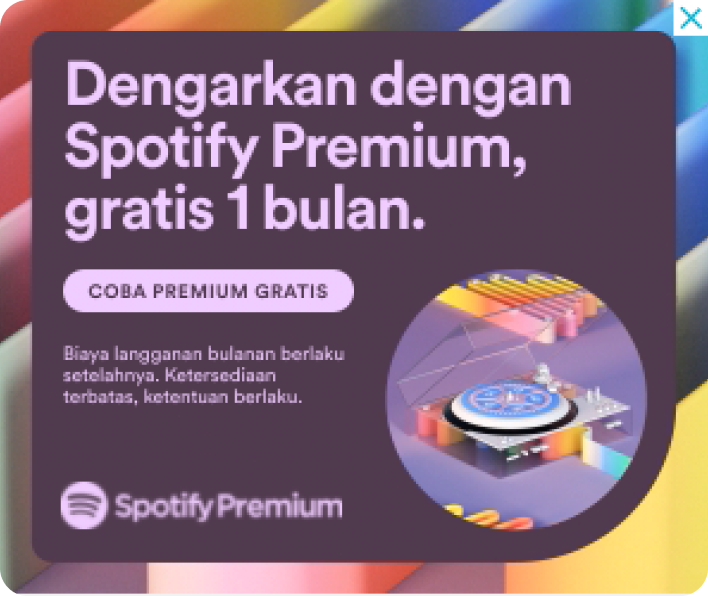 Dengarkan dengan
Spotify Premium,
gratis 1 bulan.
COBA PREMIUM GRATIS
Biaya langganan bulanan berlaku
setelahnya. Ketersediaan
terbatas, ketentuan berlaku.
Spotify Premium